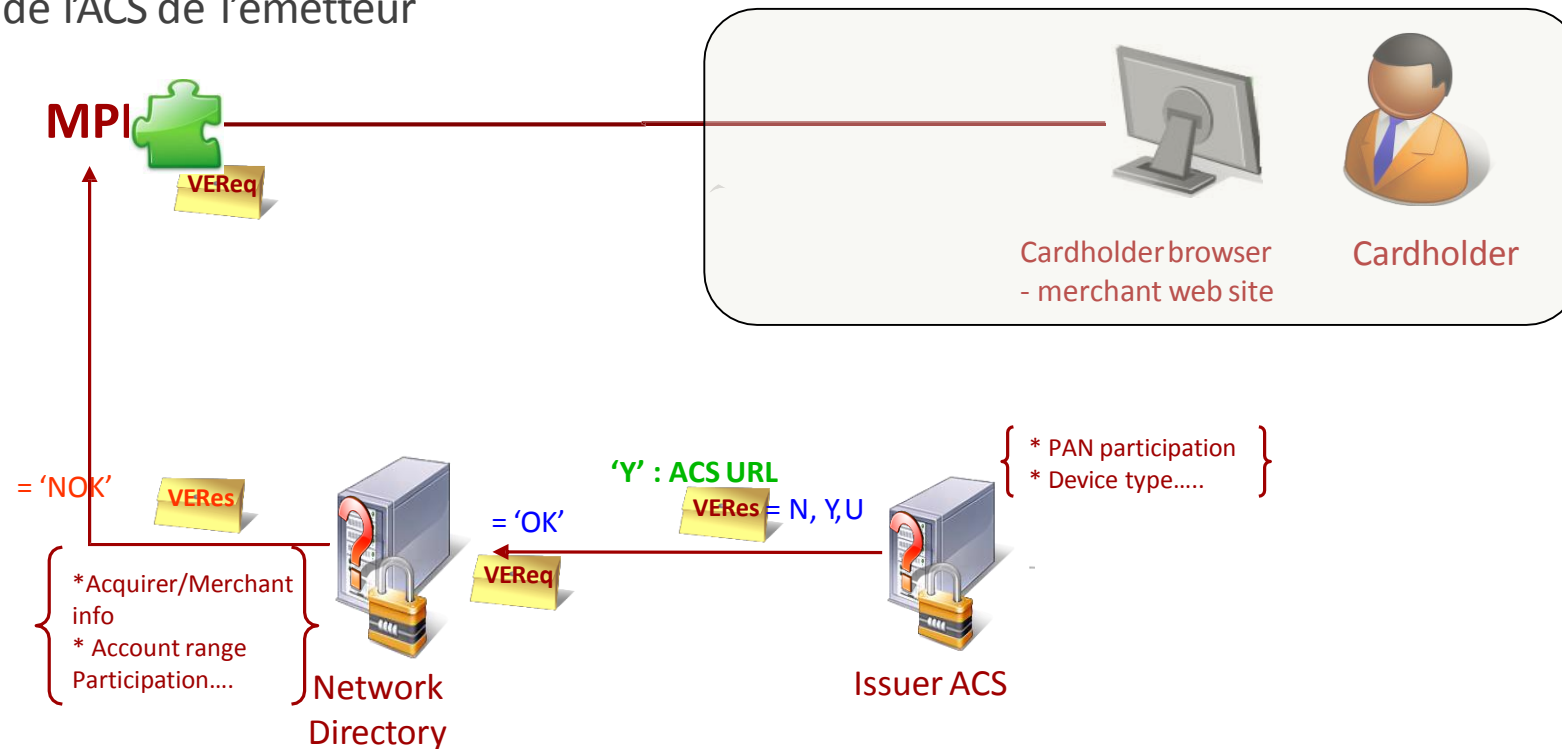 de l'ACS de l'émetteur
MPI
VEReq
Cardholder browser
- merchant web site
Cardholder
* PAN participation
* Device type.....
'Y' : ACS URL
VERes = N, Y,U
= 'NOK'
VERes
= 'OK'
VEReq
*Acquirer/Merchant
info
* Account range
Participation....
Network
Directory
Issuer ACS